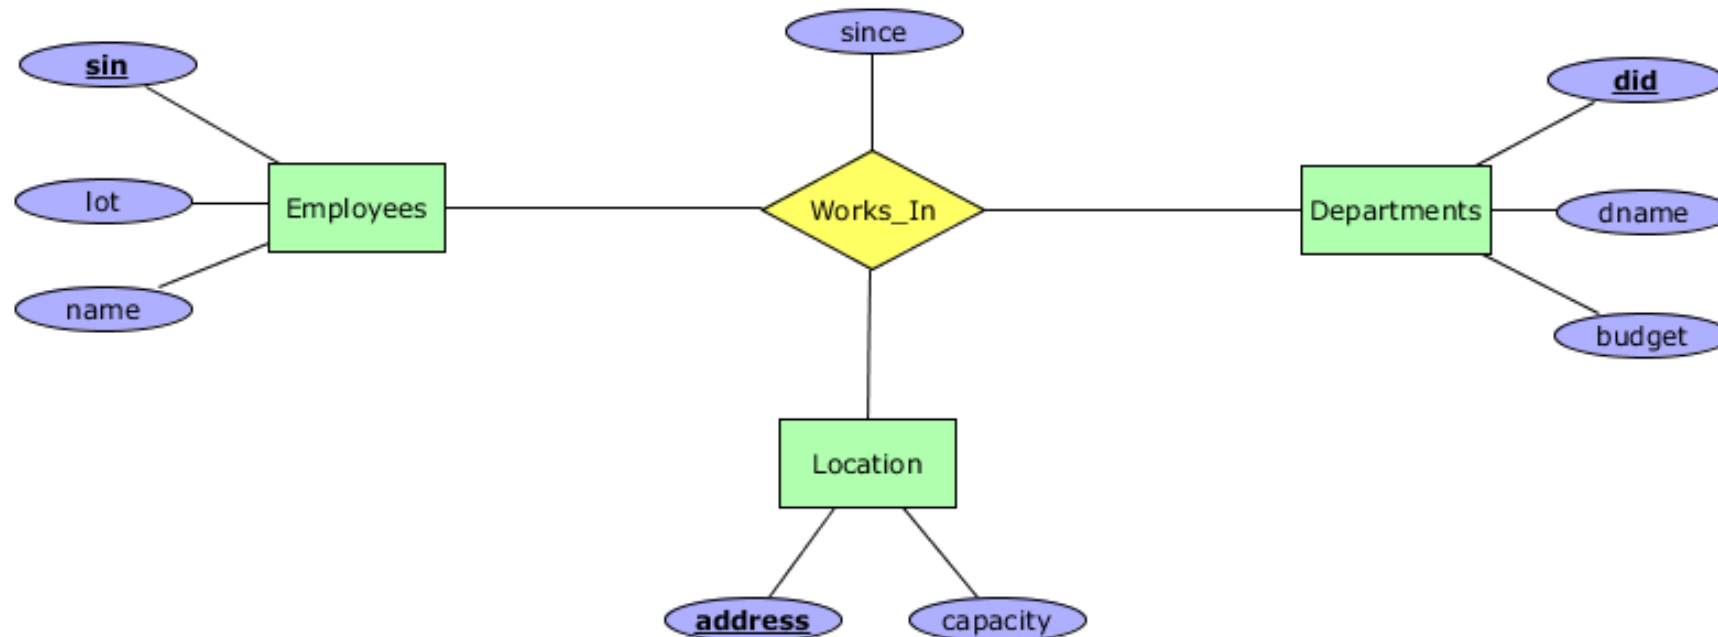 since
sin
did
lot
Employees
Works_In
Departments
dname
name
budget
Location
address
capacity